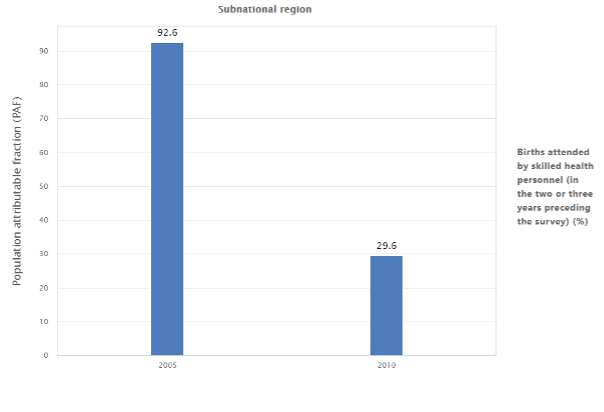 Subnational region
92.6
90
80
70
60
50
40
30
20
10
0
29.6
2005
2010
Population attributable fraction (PAF)
Births attended
by skilled health
personnel (in
the two or three
years preceding
the survey) (%)